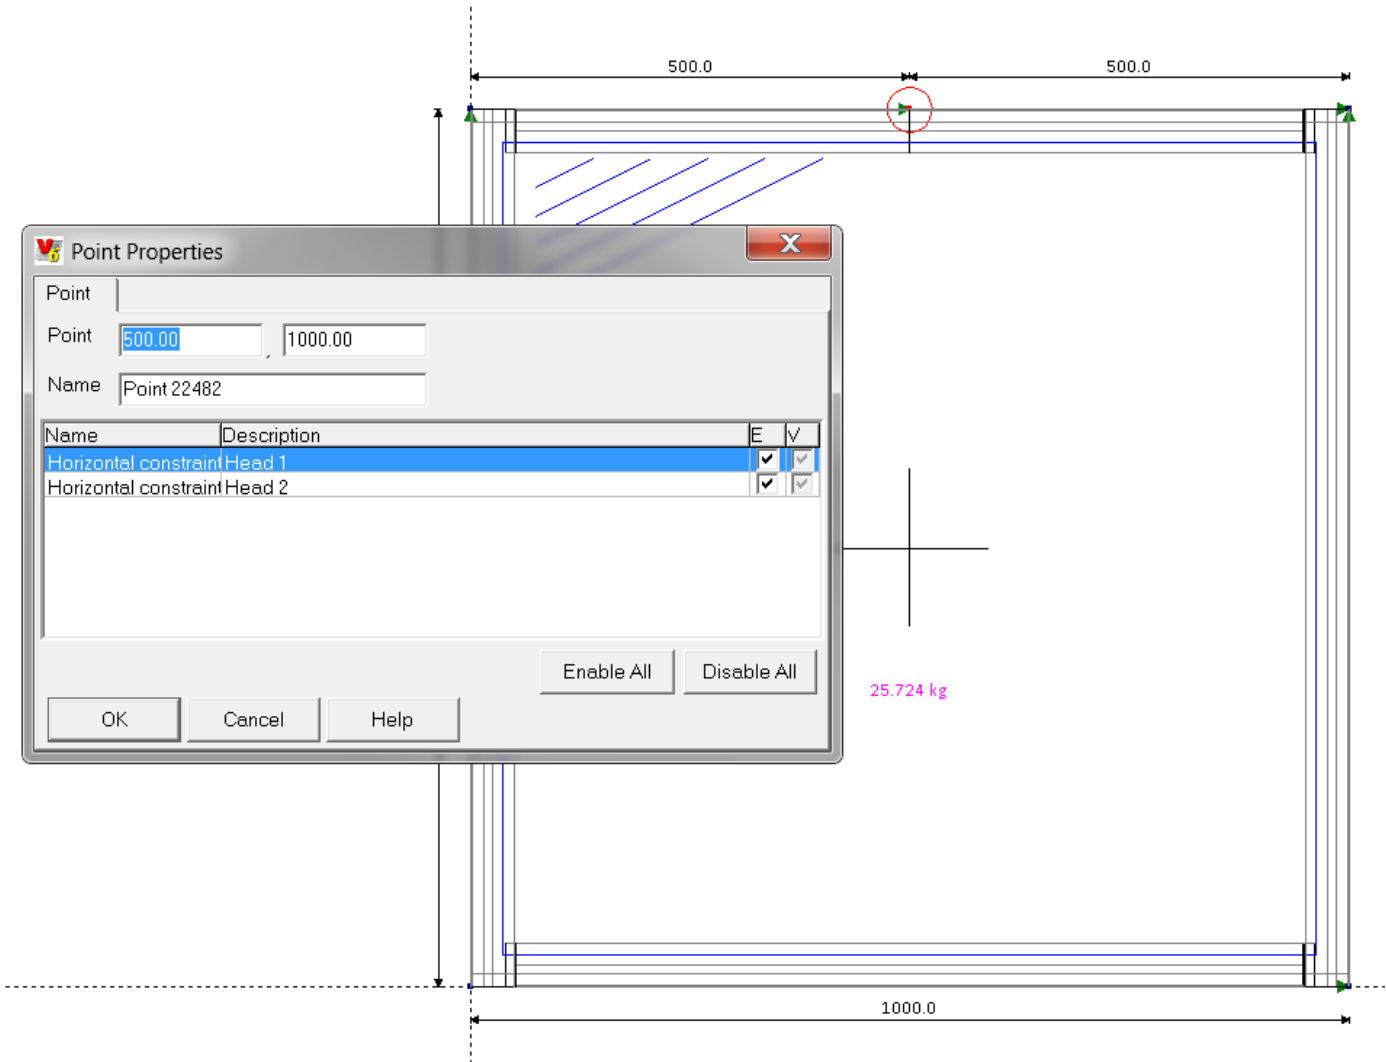 500.0 500.0
Point Properties
Point
Point 500.00 , 1000.00
Name Point 22482
Name Description E V
Horizontal constraint Head 1
Horizontal constraint Head 2
Enable All Disable All
OK Cancel Help
25.724 kg
1000.0